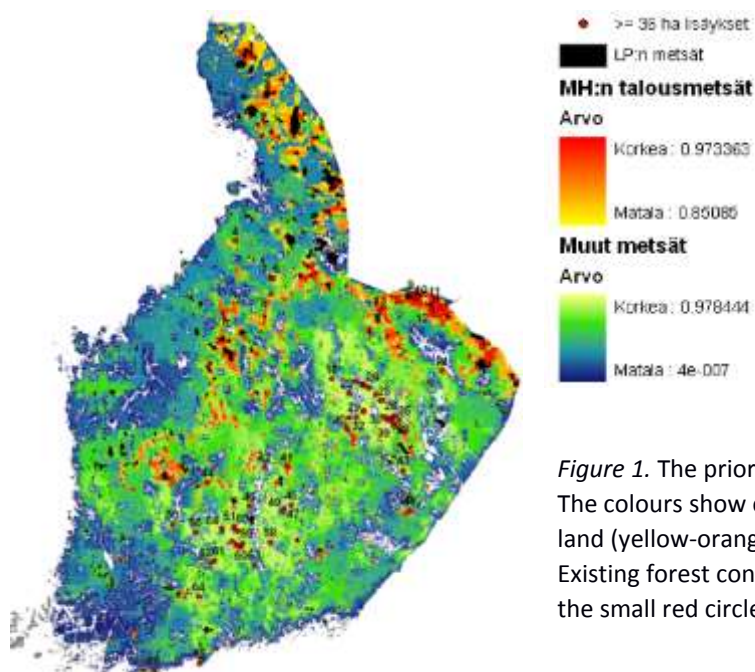 >= 36 ha lisäykset
LP:n metsät
MH:n talousmetsät
Arvo
Korkea : 0.973363
Matala : 0.85085
Muut metsät
Arvo
Korkea : 0.978444
Matala : 4e-007
Figure 1. The prior
The colours show
land (yellow-orang
Existing forest con
the small red circle